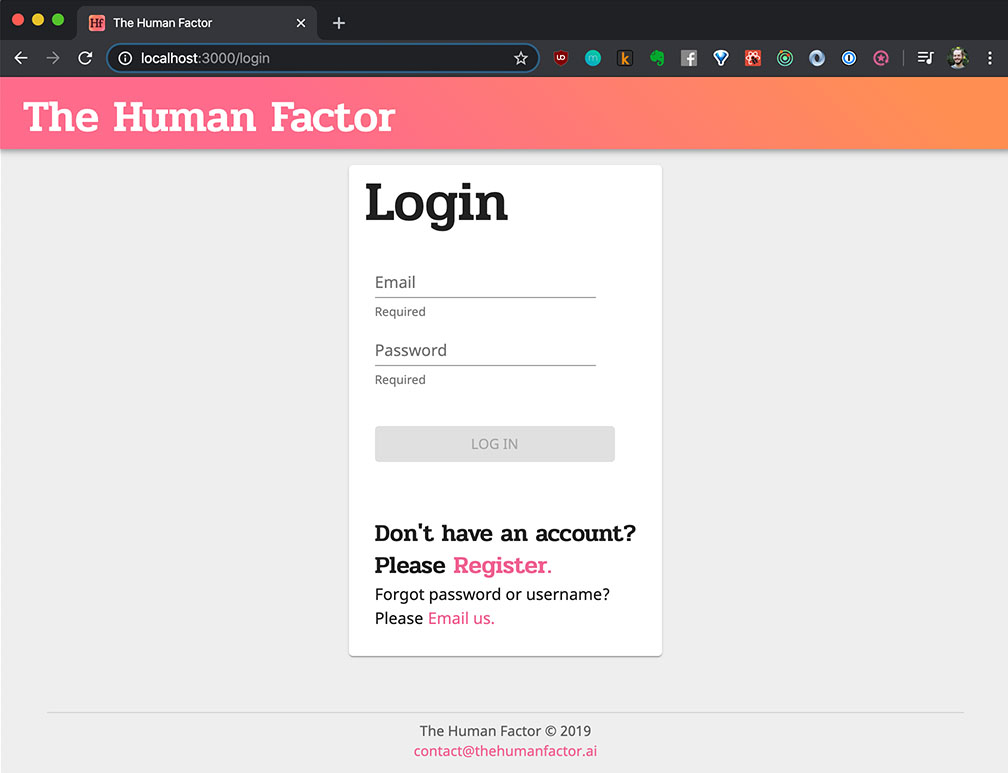 Hf The Human Factor
localhost:3000/login
The Human Factor
Login
Email
Required
Password
Required
LOG IN
Don't have an account?
Please Register.
Forgot password or username?
Please Email us.
The Human Factor © 2019
contact@thehumanfactor.ai